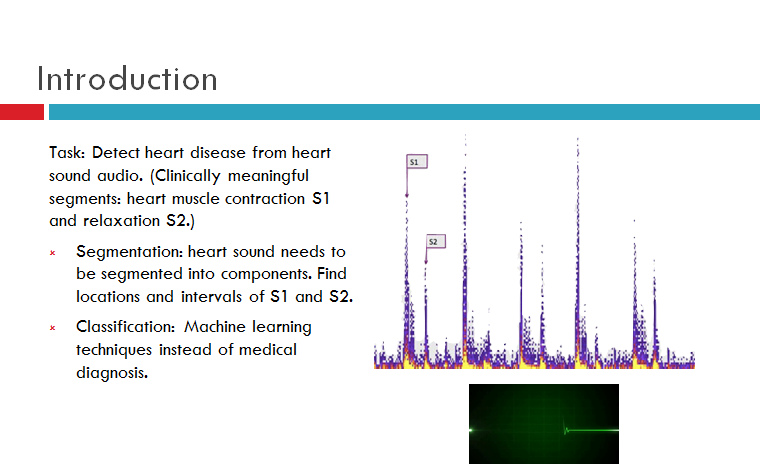 Introduction
Task: Detect heart disease from heart
sound audio. (Clinically meaningful
segments: heart muscle contraction S1
and relaxation S2.)
Segmentation: heart sound needs to
be segmented into components. Find
locations and intervals of S1 and S2.
Classification: Machine learning
techniques instead of medical
diagnosis.
S1
S2